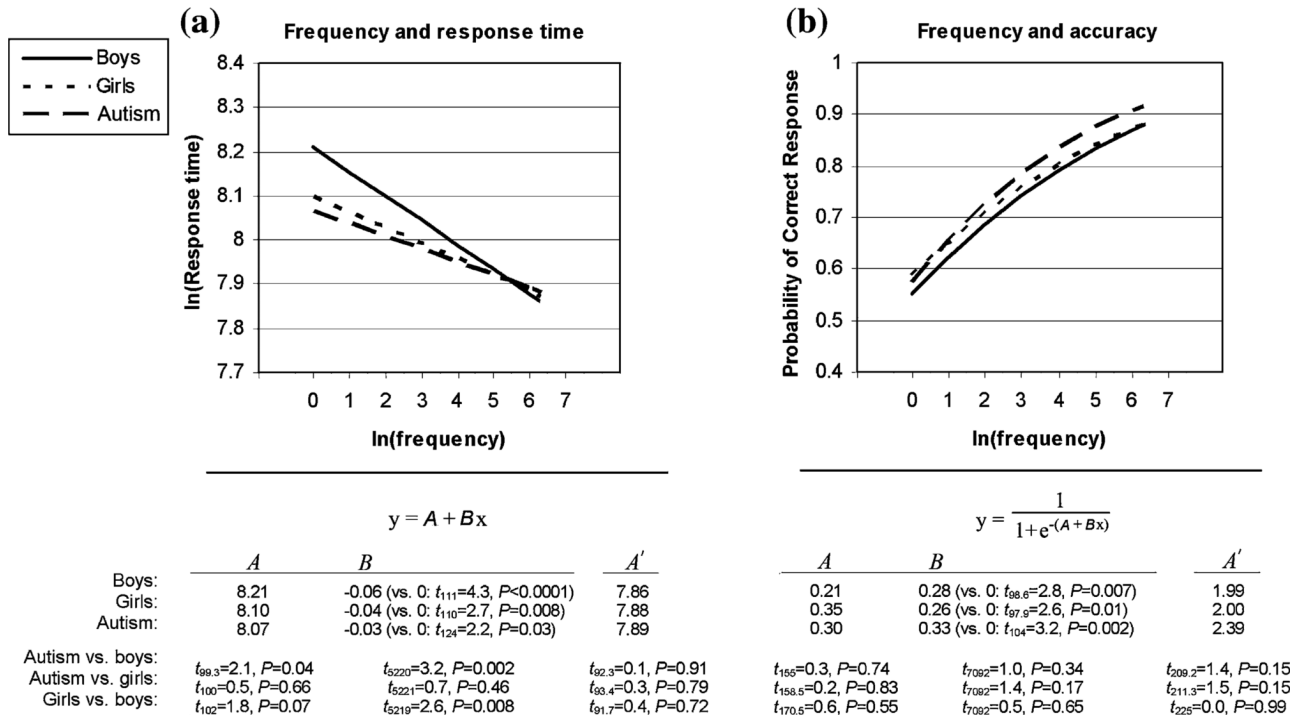 (a)
Frequency and response time
Boys
Girls
Autism
8.4
8.3
8.2
8.1
8
7.9
7.8
7.7
ln(Response time)
0 1 2 3 4 5 6 7
ln(frequency)
(b)
Frequency and accuracy
1
0.9
0.8
0.7
0.6
0.5
0.4
Probability of Correct Response
0 1 2 3 4 5 6 7
ln(frequency)
y = A + Bx
A B A′
Boys: 8.21 -0.06 (vs. 0: t111=4.3, P<0.0001) 7.86
Girls: 8.10 -0.04 (vs. 0: t110=2.7, P=0.008) 7.88
Autism: 8.07 -0.03 (vs. 0: t124=2.2, P=0.03) 7.89
Autism vs. boys: t99.3=2.1, P=0.04 t5220=3.2, P=0.002 t92.3=0.1, P=0.91
Autism vs. girls: t100=0.5, P=0.66 t5221=0.7, P=0.46 t93.4=0.3, P=0.79
Girls vs. boys: t102=1.8, P=0.07 t5219=2.6, P=0.008 t91.7=0.4, P=0.72
y = 1 / 1+e-(A+Bx)
A B A′
0.21 0.28 (vs. 0: t98.6=2.8, P=0.007) 1.99
0.35 0.26 (vs. 0: t97.9=2.6, P=0.01) 2.00
0.30 0.33 (vs. 0: t104=3.2, P=0.002) 2.39
t155=0.3, P=0.74 t7092=1.0, P=0.34 t209.2=1.4, P=0.15
t158.5=0.2, P=0.83 t7092=1.4, P=0.17 t211.3=1.5, P=0.15
t170.5=0.6, P=0.55 t7092=0.5, P=0.65 t225=0.0, P=0.99